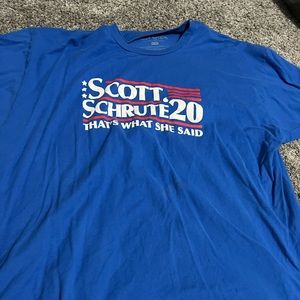 SCOTT.
SCHRUTE 20
THAT'S WHAT SHE SAID